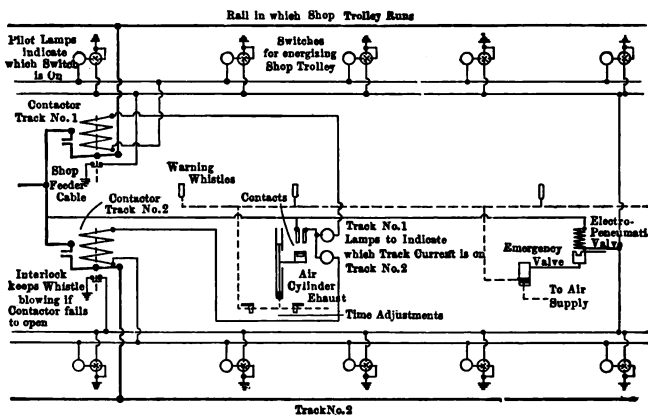 Rail in which Shop Trolley Runs
Pilot Lamps
indicate
which Switch
is On
Switches
for energizing
Shop Trolley
Contactor
Track No.1
Shop
Feeder
Cable
Contactor
Track No.2
Warning
Whistles
Contacts
Track No.1
Lamps to Indicate
which Track Current is on
Track No.2
Air
Cylinder
Exhaust
Time Adjustments
Electro-
Pneumatic
Valve
Emergency
Valve
To Air
Supply
Interlock
keeps Whistle
blowing if
Contactor fails
to open
Track No.2